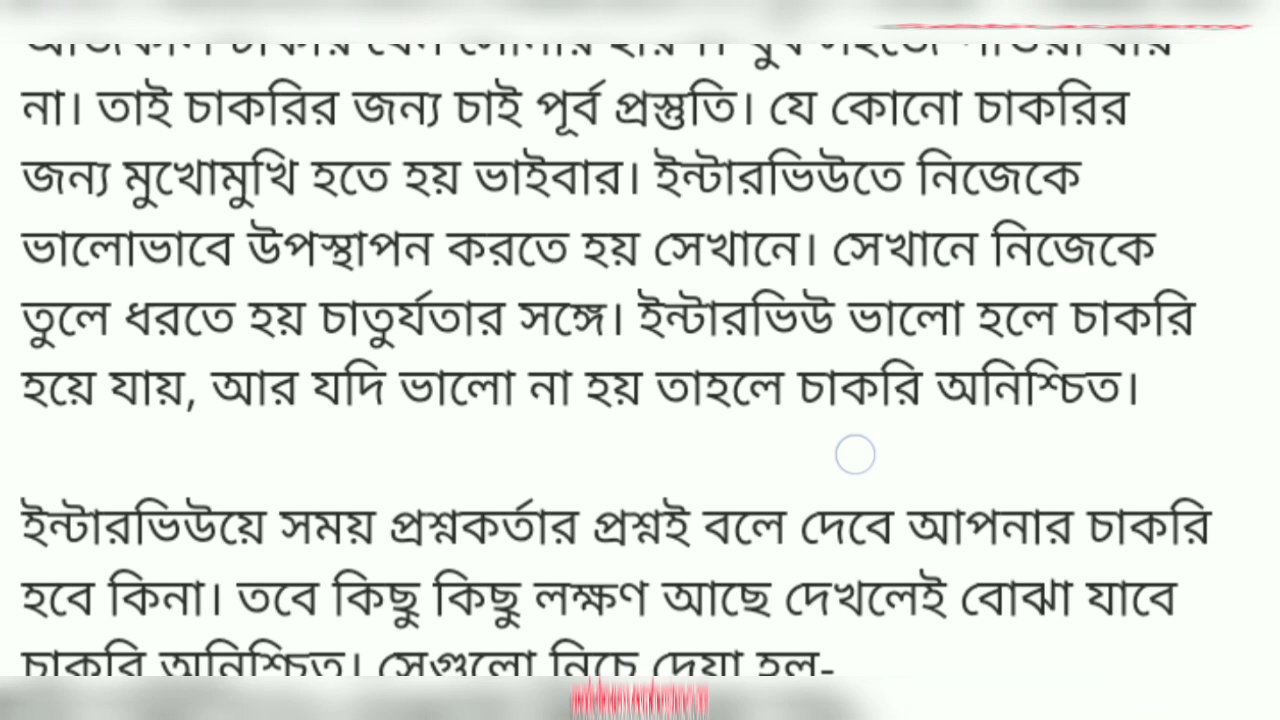 না। তাই চাকরির জন্য চাই পূর্ব প্রস্তুতি। যে কোনো চাকরির
জন্য মুখোমুখি হতে হয় ভাইবার। ইন্টারভিউতে নিজেকে
ভালোভাবে উপস্থাপন করতে হয় সেখানে। সেখানে নিজেকে
তুলে ধরতে হয় চাতুর্যতার সঙ্গে। ইন্টারভিউ ভালো হলে চাকরি
হয়ে যায়, আর যদি ভালো না হয় তাহলে চাকরি অনিশ্চিত।
ইন্টারভিউয়ে সময় প্রশ্নকর্তার প্রশ্নই বলে দেবে আপনার চাকরি
হবে কিনা। তবে কিছু কিছু লক্ষণ আছে দেখলেই বোঝা যাবে
চাকরি অনিশ্চিত। সেগুলো নিচে দেয়া হল-